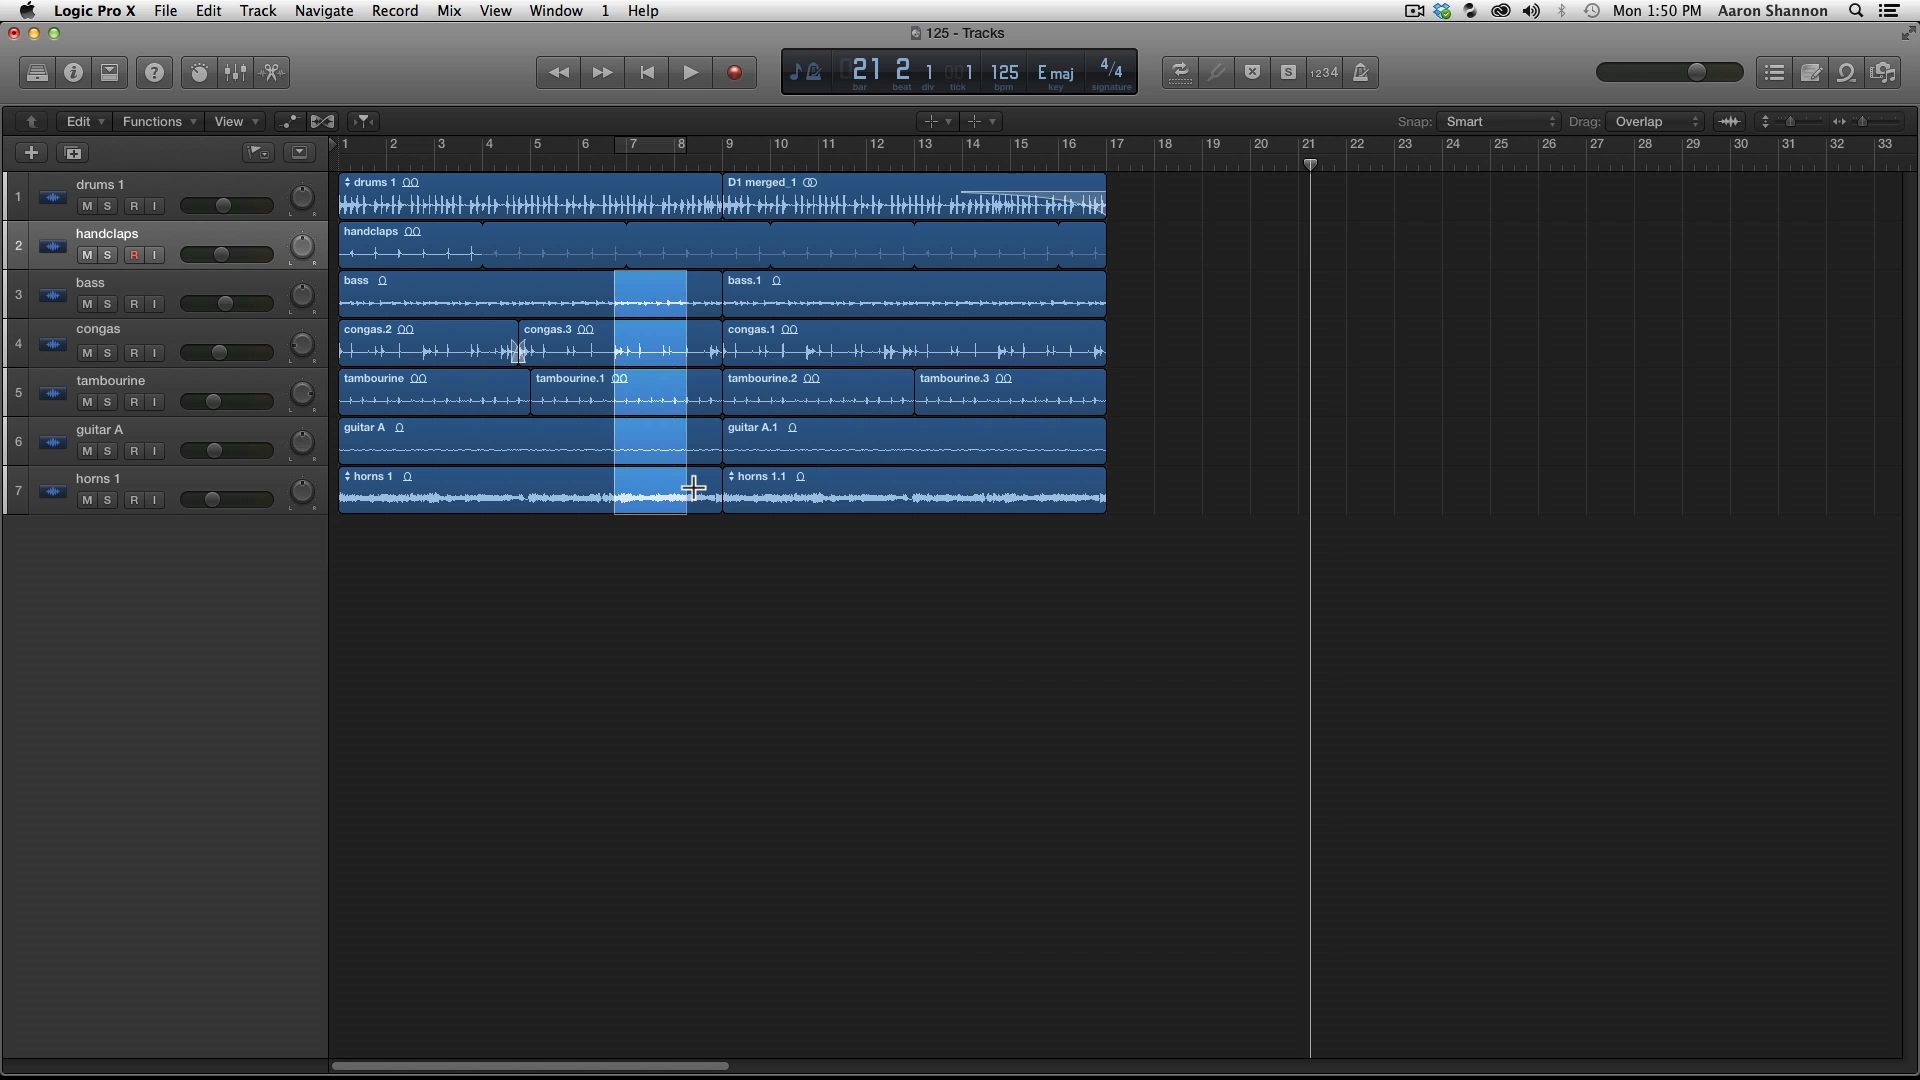 Logic Pro X File Edit Track Navigate Record Mix View Window 1 Help Mon 1:50 PM Aaron Shannon
125 - Tracks
21 2 1 001 125 E maj 4/4
bar beat div tick bpm key signature
S 1234
Edit Functions View Snap: Smart Drag: Overlap
1 2 3 4 5 6 7 8 9 10 11 12 13 14 15 16 17 18 19 20 21 22 23 24 25 26 27 28 29 30 31 32 33
1 drums 1 M S R I L R
drums 1 D1 merged_1
2 handclaps M S R I L R
handclaps
3 bass M S R I L R
bass bass.1
4 congas M S R I L R
congas.2 congas.3 congas.1
5 tambourine M S R I L R
tambourine tambourine.1 tambourine.2 tambourine.3
6 guitar A M S R I L R
guitar A guitar A.1
7 horns 1 M S R I L R
horns 1 horns 1.1